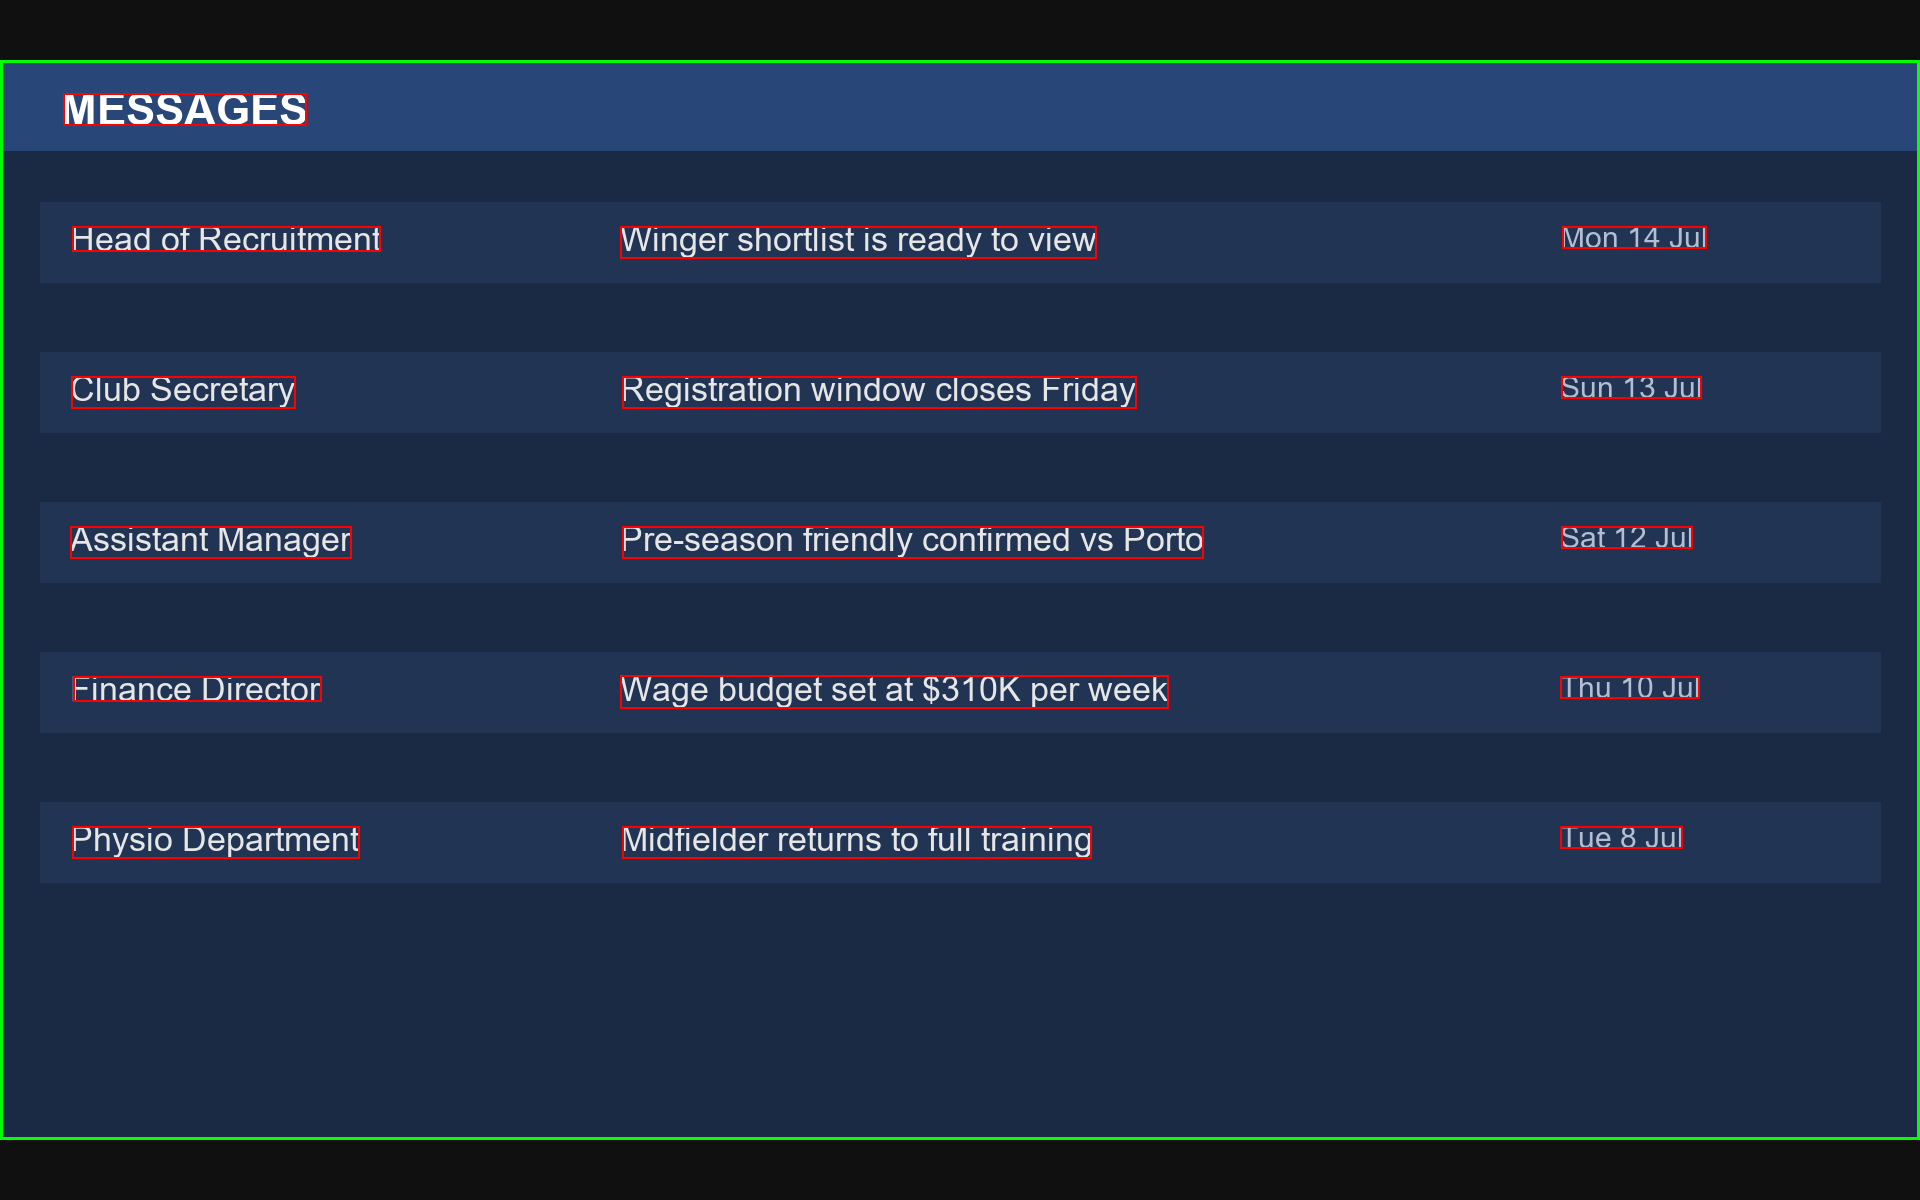 MESSAGES
Head of Recruitment Winger shortlist is ready to view Mon 14 Jul
Club Secretary Registration window closes Friday Sun 13 Jul
Assistant Manager Pre-season friendly confirmed vs Porto Sat 12 Jul
Finance Director Wage budget set at $310K per week Thu 10 Jul
Physio Department Midfielder returns to full training Tue 8 Jul